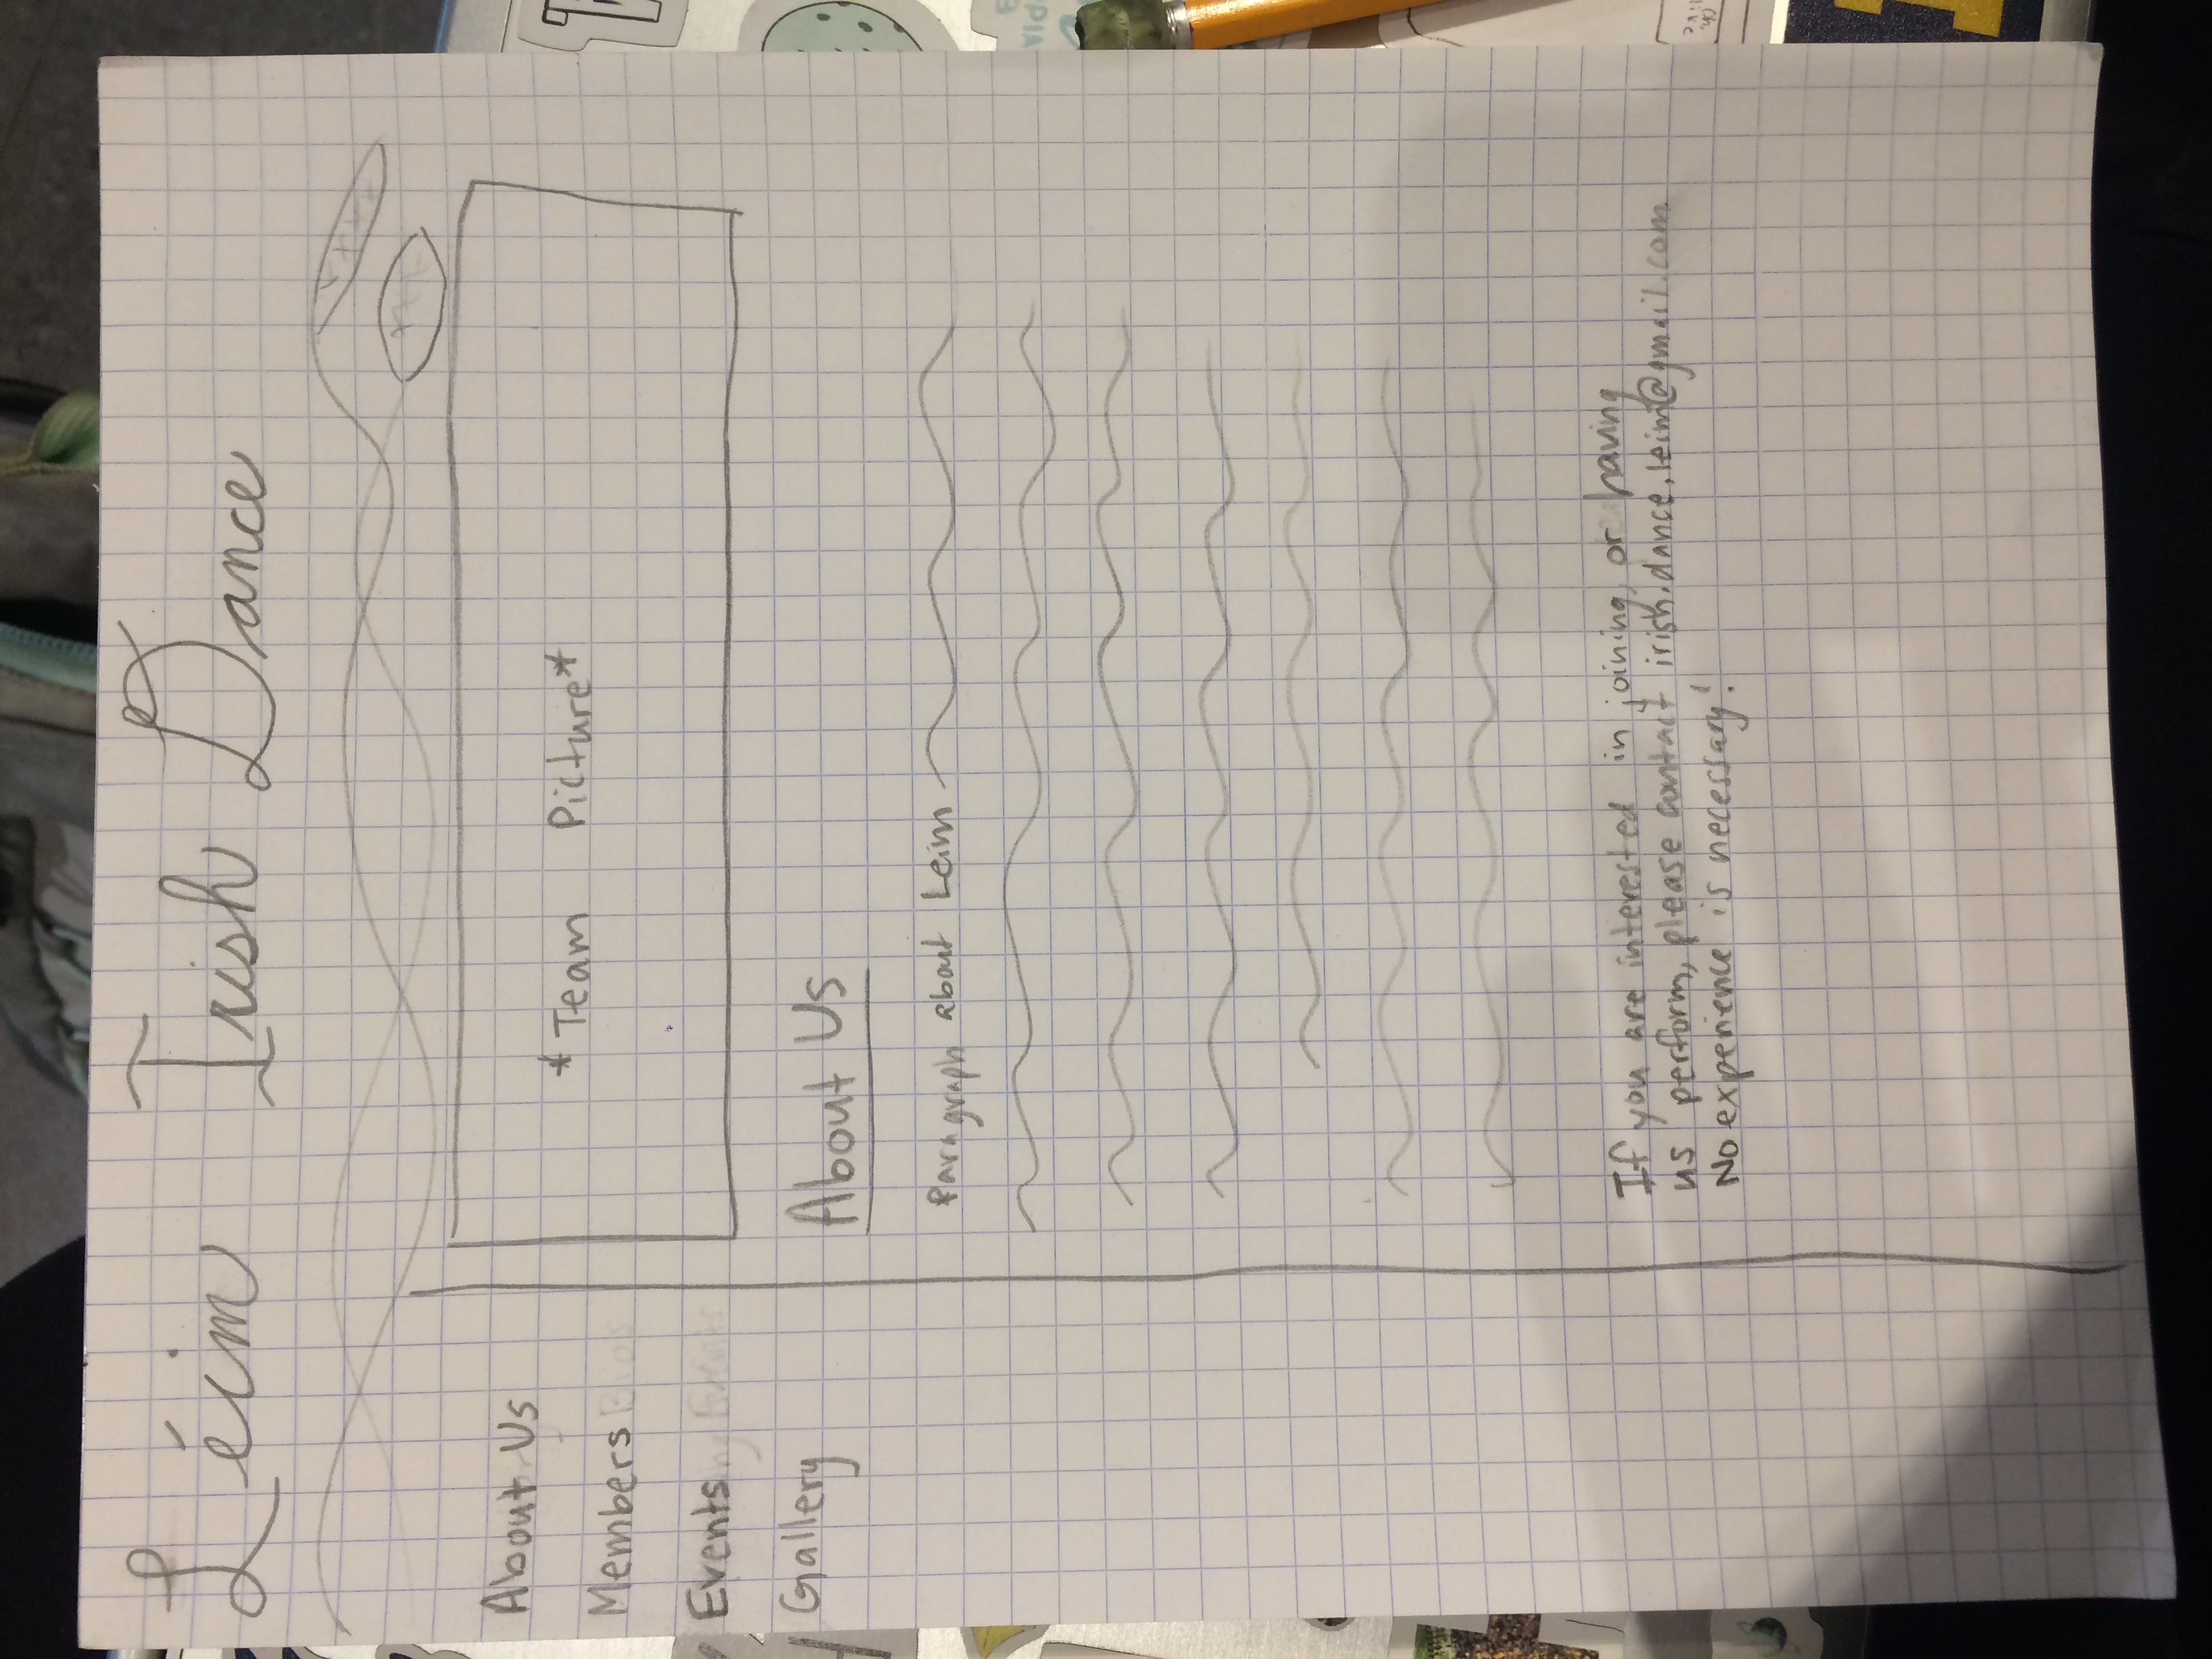 Léim Irish Dance
About Us
Members
Events
Gallery
*Team Picture*
About Us
Paragraph about Leim
If you are interested in joining, or having
us perform, please contact irish.dance.leim@gmail.com
No experience is necessary!